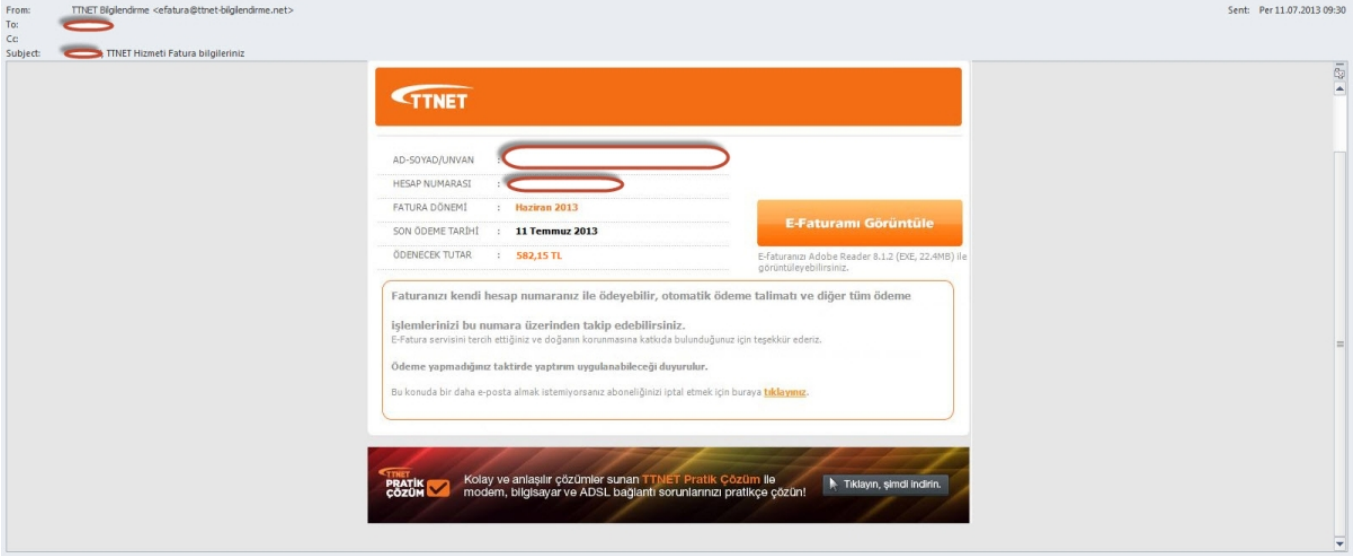 From: TTNET Bilgilendirme <efatura@ttnet-bilgilendirme.net> Sent: Per 11.07.2013 09:30
To:
Cc:
Subject: TTNET Hizmeti Fatura bilgileriniz
TTNET
AD-SOYAD/UNVAN :
HESAP NUMARASI :
FATURA DÖNEMİ : Haziran 2013
SON ÖDEME TARİHİ : 11 Temmuz 2013
ÖDENECEK TUTAR : 582,15 TL
E-Faturamı Görüntüle
E-faturanızı Adobe Reader 8.1.2 (EXE, 22.4MB) ile
görüntüleyebilirsiniz.
Faturanızı kendi hesap numaranız ile ödeyebilir, otomatik ödeme talimatı ve diğer tüm ödeme
işlemlerinizi bu numara üzerinden takip edebilirsiniz.
E-Fatura servisini tercih ettiğiniz ve doğanın korunmasına katkıda bulunduğunuz için teşekkür ederiz.
Ödeme yapmadığınız taktirde yaptırım uygulanabileceği duyurulur.
Bu konuda bir daha e-posta almak istemiyorsanız aboneliğinizi iptal etmek için buraya tıklayınız.
TTNET
PRATİK
ÇÖZÜM
Kolay ve anlaşılır çözümler sunan TTNET Pratik Çözüm ile
modem, bilgisayar ve ADSL bağlantı sorunlarınızı pratikçe çözün!
Tıklayın, şimdi indirin.